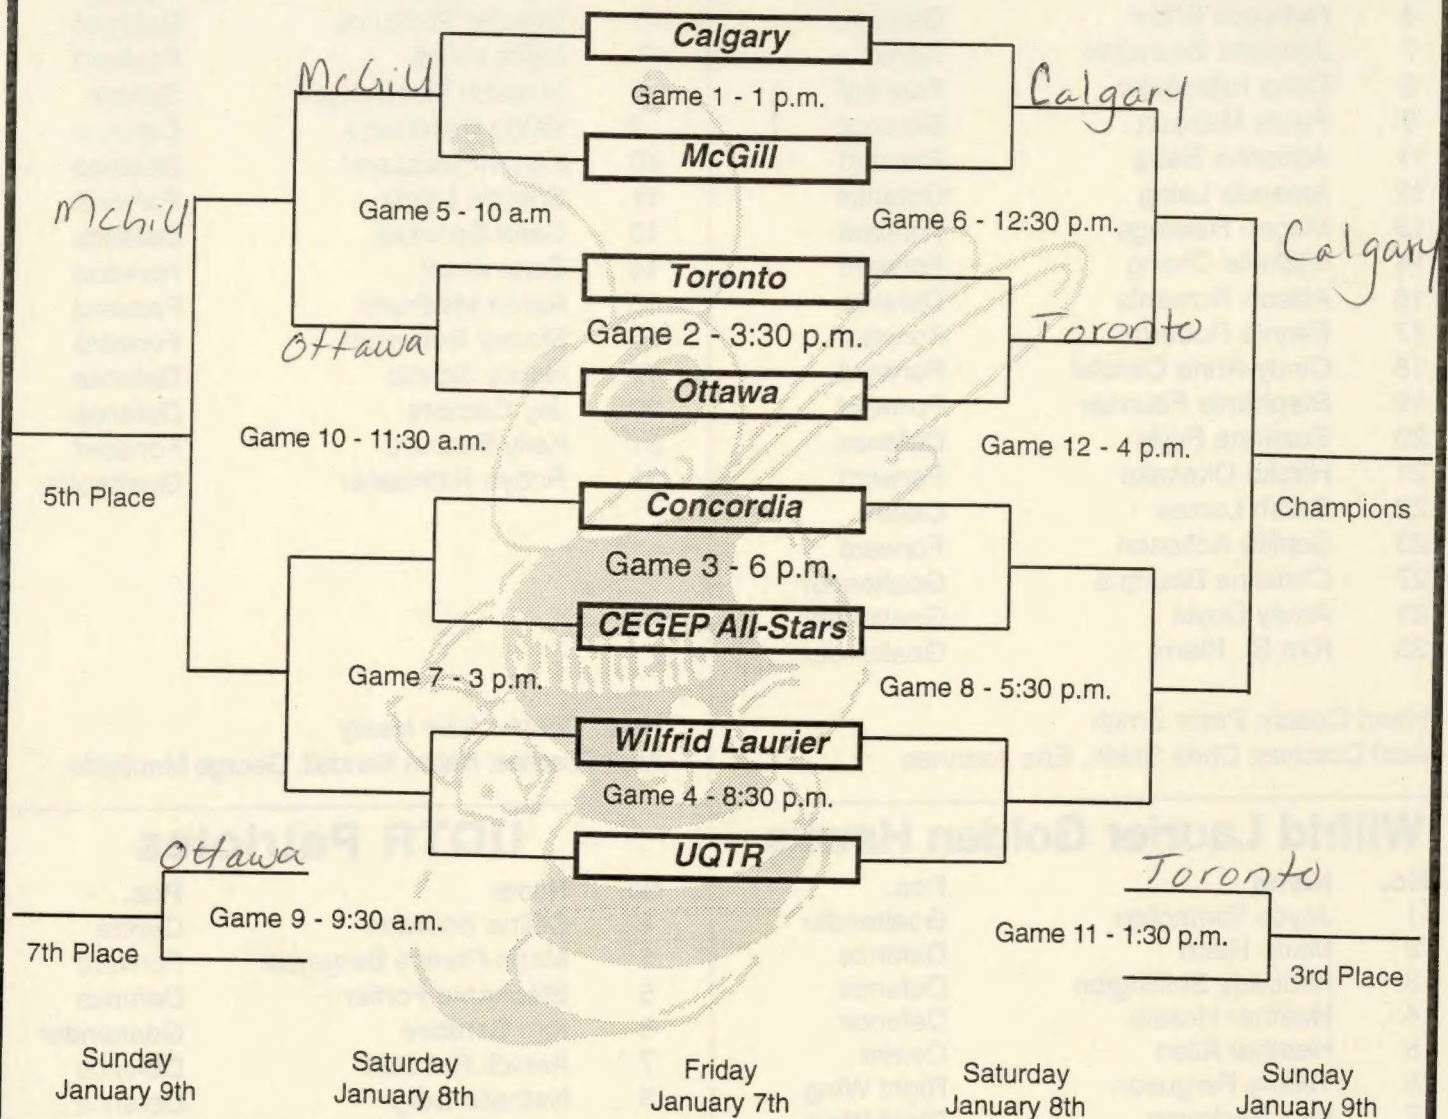 Calgary
McGill
Game 1 - 1 p.m.
Calgary
McGill
Game 5 - 10 a.m
Game 6 - 12:30 p.m.
McGill
Calgary
Toronto
Ottawa
Game 2 - 3:30 p.m.
Toronto
Ottawa
Game 10 - 11:30 a.m.
Game 12 - 4 p.m.
5th Place
Concordia
Champions
Game 3 - 6 p.m.
CEGEP All-Stars
Game 7 - 3 p.m.
Game 8 - 5:30 p.m.
Wilfrid Laurier
Game 4 - 8:30 p.m.
UQTR
Ottawa
Toronto
Game 9 - 9:30 a.m.
Game 11 - 1:30 p.m.
7th Place
3rd Place
Sunday
January 9th
Saturday
January 8th
Friday
January 7th
Saturday
January 8th
Sunday
January 9th